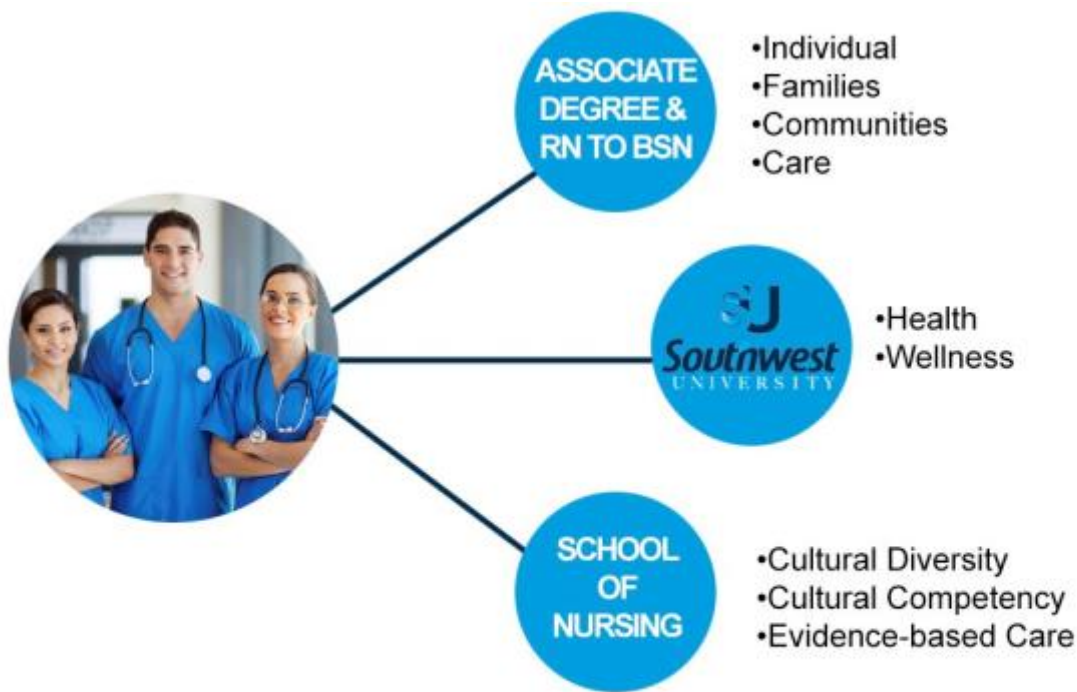 ASSOCIATE
DEGREE &
RN TO BSN
•Individual
•Families
•Communities
•Care
SU
Southwest
UNIVERSITY
•Health
•Wellness
SCHOOL
OF
NURSING
•Cultural Diversity
•Cultural Competency
•Evidence-based Care